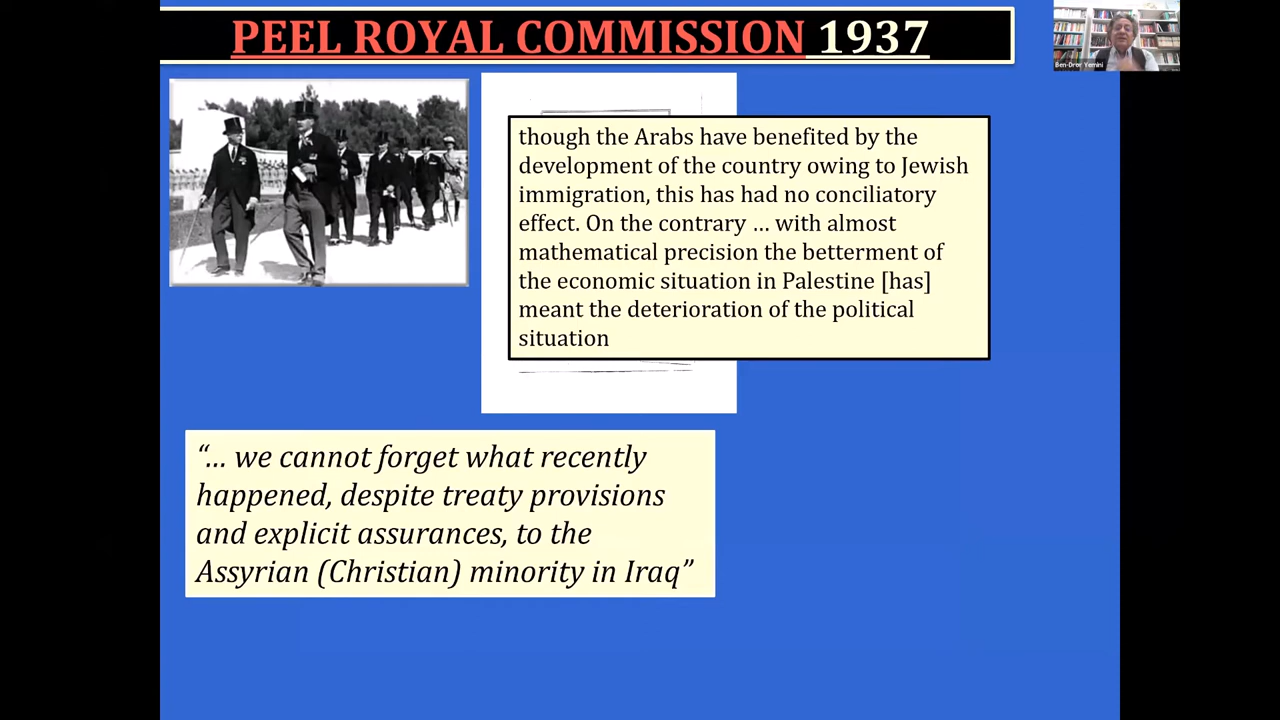 PEEL ROYAL COMMISSION 1937
Ben-Dror Yemini
though the Arabs have benefited by the
development of the country owing to Jewish
immigration, this has had no conciliatory
effect. On the contrary ... with almost
mathematical precision the betterment of
the economic situation in Palestine [has]
meant the deterioration of the political
situation
“... we cannot forget what recently
happened, despite treaty provisions
and explicit assurances, to the
Assyrian (Christian) minority in Iraq”